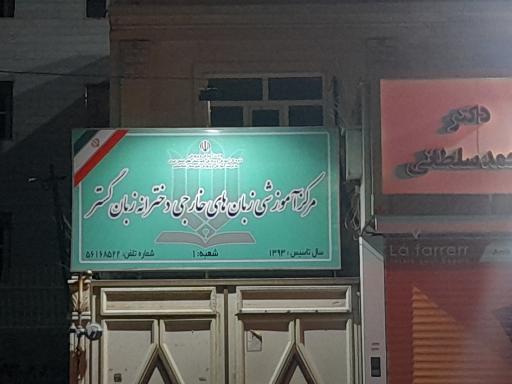 مرکز آموزشی زبان های خارجی دخترانه زبان گستر
سال تاسیس: ۱۳۹۳ شعبه: ۱ شماره تلفن: ۵۶۱۶۸۵۲۲
دکتر
سلطانی
La farrerr